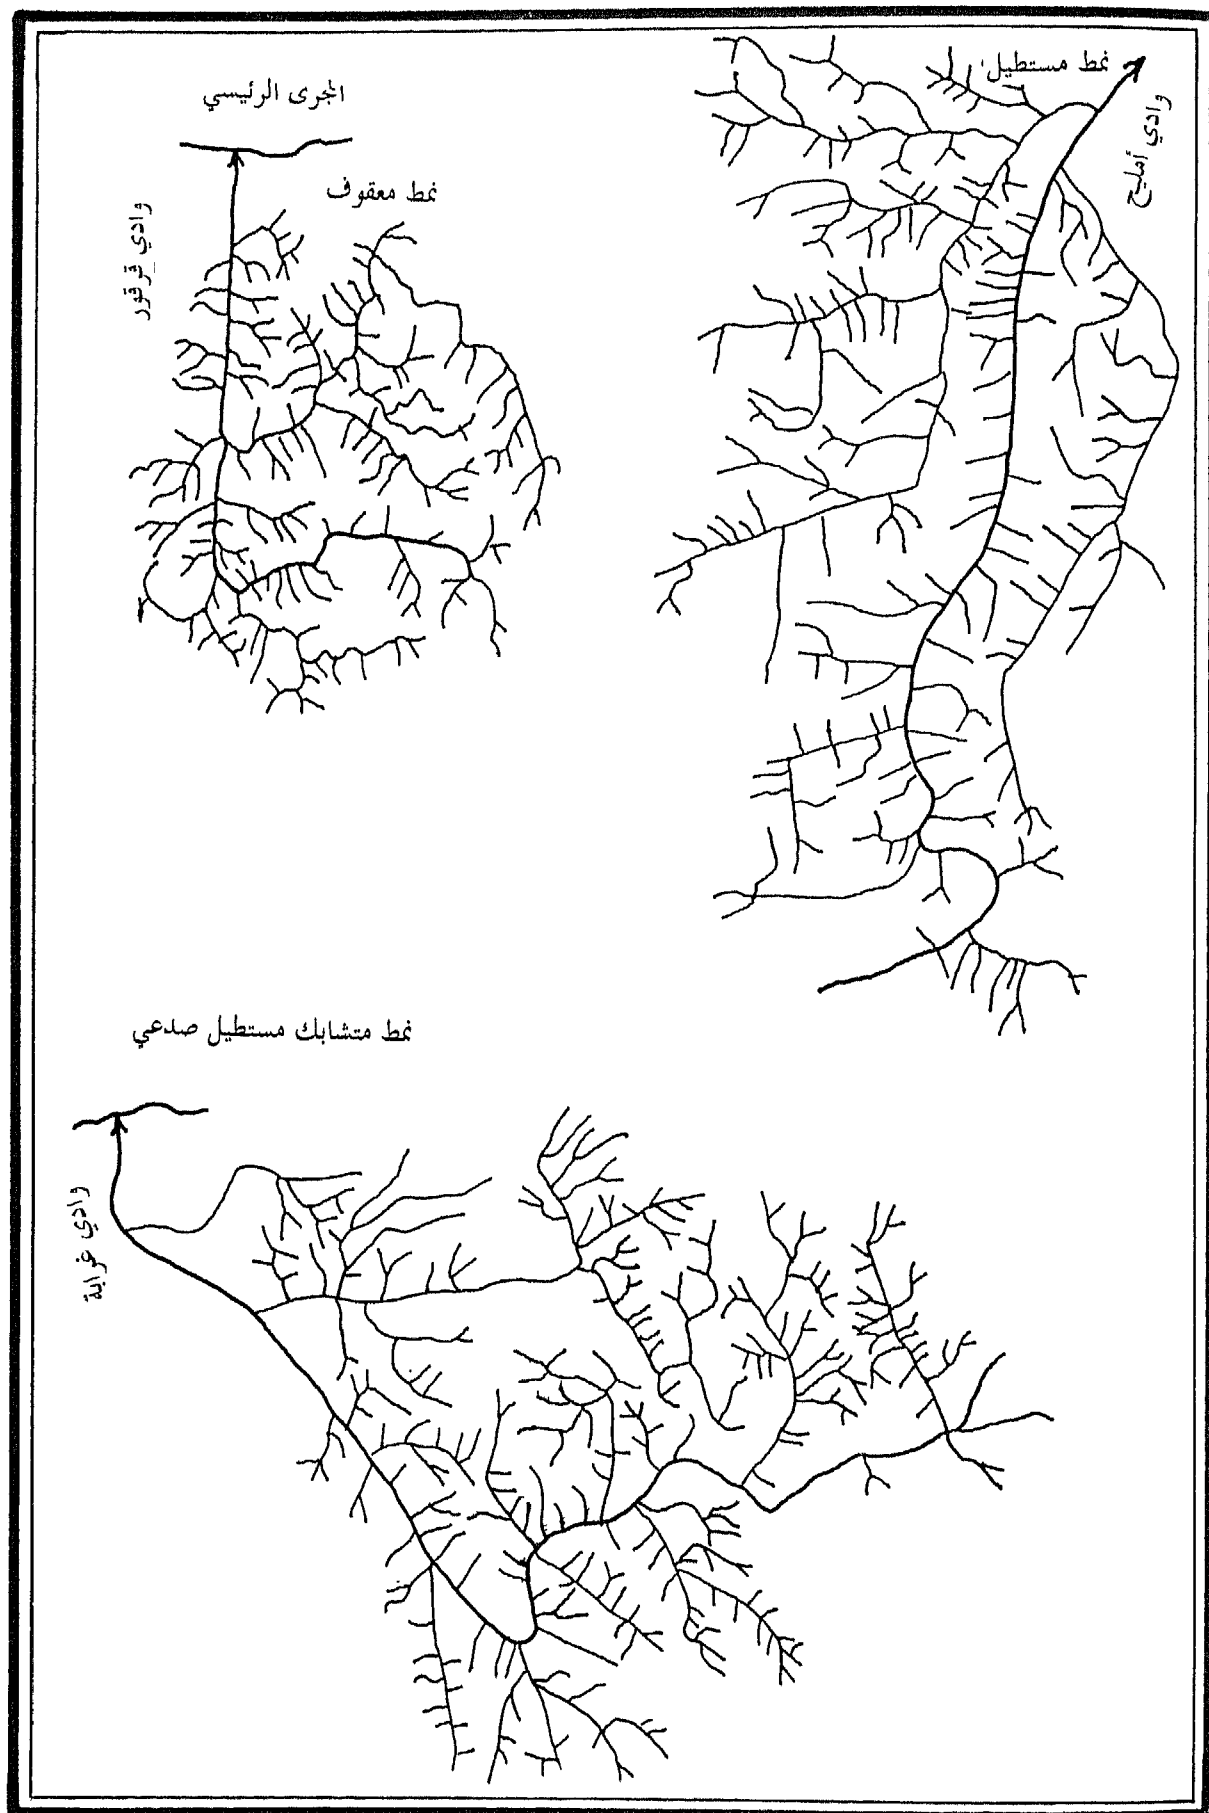 نمط مستطيل
وادي أمليح
المجرى الرئيسي
نمط معقوف
وادي قرقور
نمط متشابك مستطيل صدعي
وادي غرابة